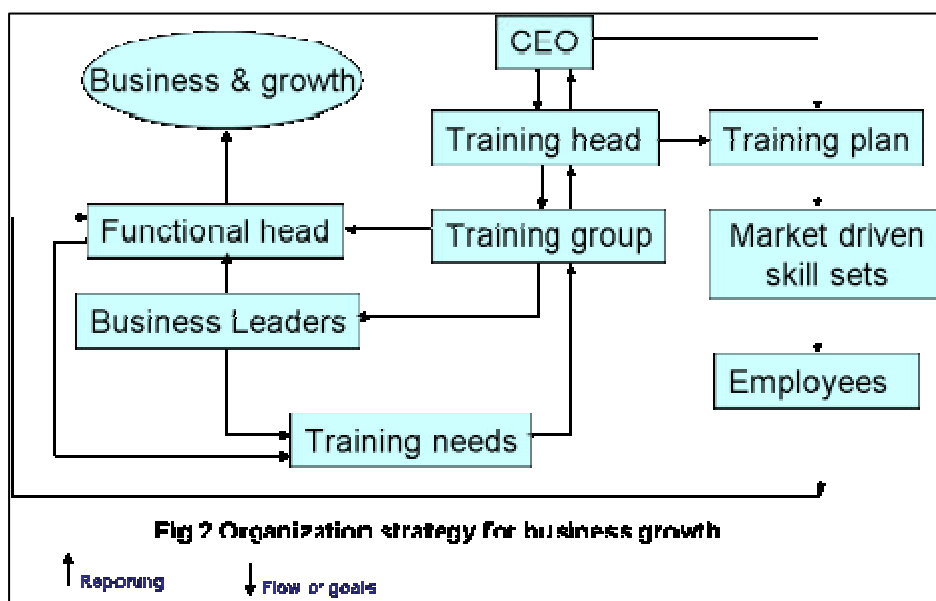 CEO
Business & growth
Training head
Training plan
Functional head
Training group
Market driven
skill sets
Business Leaders
Employees
Training needs
Fig 2 Organization strategy for business growth
Reporting
Flow of goals